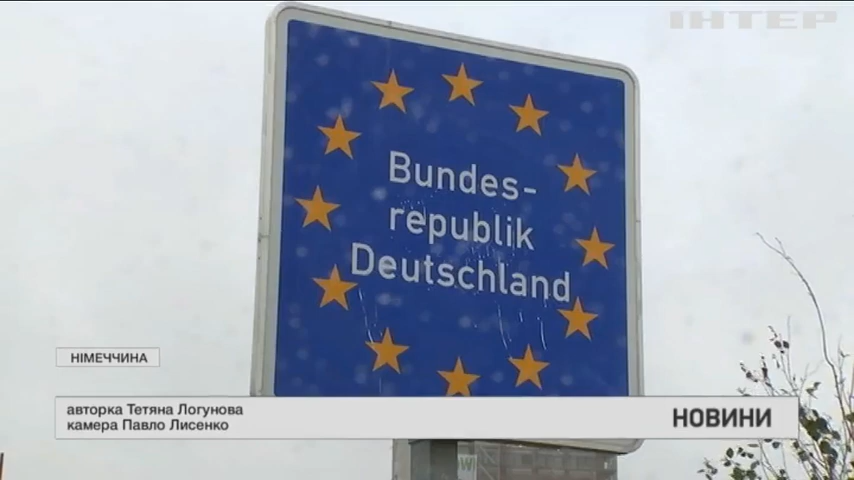 ІНТЕР
Bundes-
republik
Deutschland
НІМЕЧЧИНА
авторка Тетяна Логунова
камера Павло Лисенко
НОВИНИ